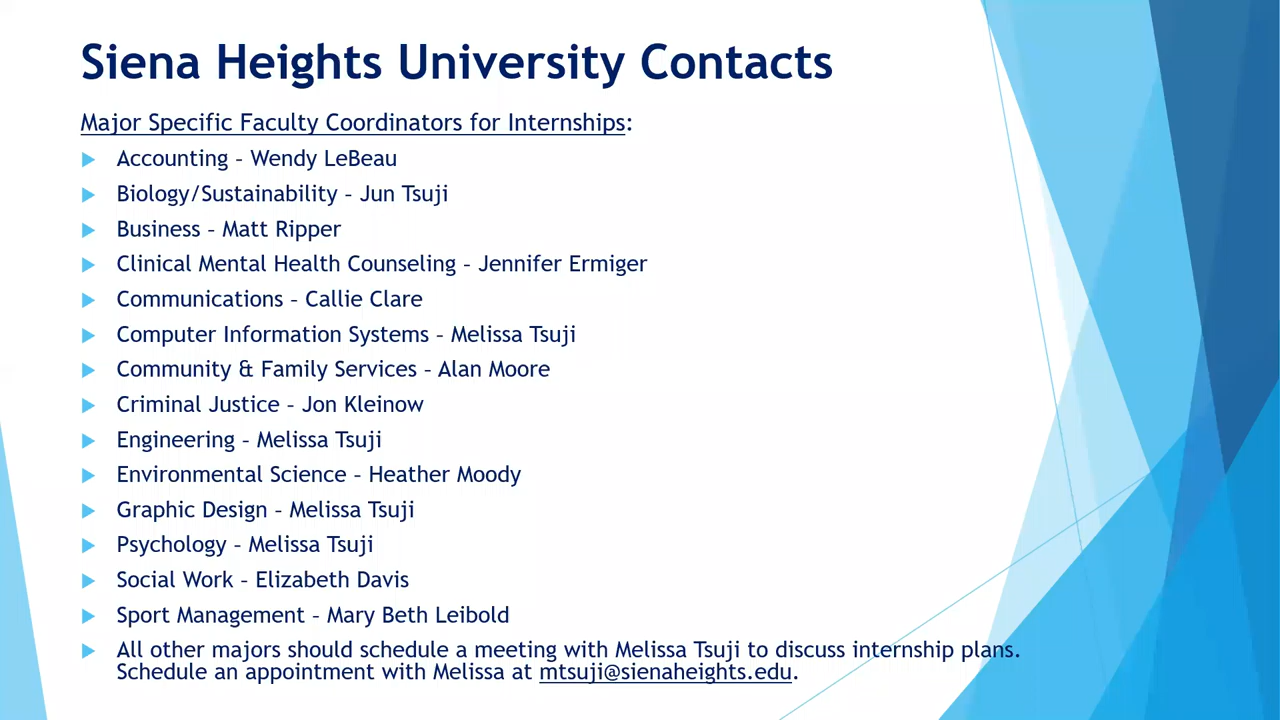 Siena Heights University Contacts
Major Specific Faculty Coordinators for Internships:
Accounting – Wendy LeBeau
Biology/Sustainability – Jun Tsuji
Business – Matt Ripper
Clinical Mental Health Counseling – Jennifer Ermiger
Communications – Callie Clare
Computer Information Systems – Melissa Tsuji
Community & Family Services – Alan Moore
Criminal Justice – Jon Kleinow
Engineering – Melissa Tsuji
Environmental Science – Heather Moody
Graphic Design – Melissa Tsuji
Psychology – Melissa Tsuji
Social Work – Elizabeth Davis
Sport Management – Mary Beth Leibold
All other majors should schedule a meeting with Melissa Tsuji to discuss internship plans.
Schedule an appointment with Melissa at mtsuji@sienaheights.edu.